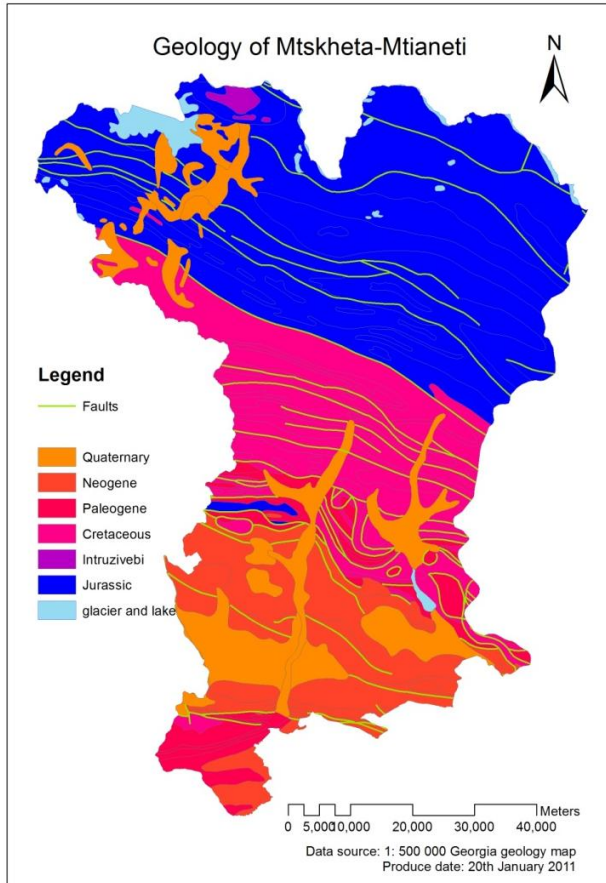 Geology of Mtskheta-Mtianeti
N
Legend
Faults
Quaternary
Neogene
Paleogene
Cretaceous
Intruzivebi
Jurassic
glacier and lake
Meters
0 5,000 10,000 20,000 30,000 40,000
Data source: 1: 500 000 Georgia geology map
Produce date: 20th January 2011